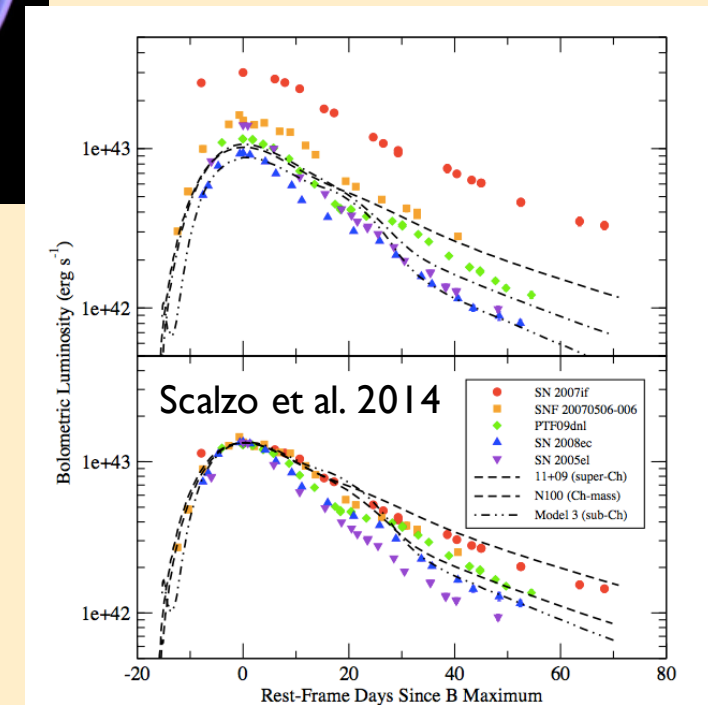 1e+43
1e+42
Bolometric Luminosity (erg s⁻¹)
Scalzo et al. 2014
SN 2007if
SNF 20070506-006
PTF09dnl
SN 2008ec
SN 2005el
11+09 (super-Ch)
N100 (Ch-mass)
Model 3 (sub-Ch)
1e+43
1e+42
-20 0 20 40 60 80
Rest-Frame Days Since B Maximum